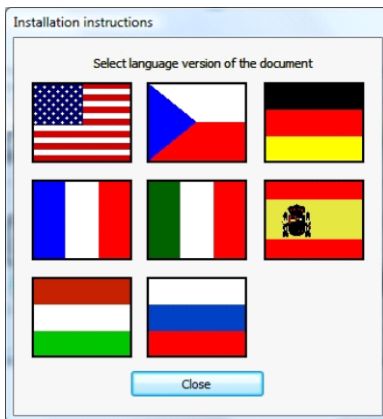 Installation instructions
Select language version of the document
Close